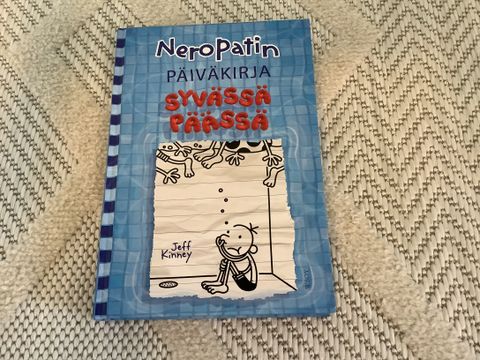 Neropatin
PÄIVÄKIRJA
SYVÄSSÄ
PÄÄSSÄ
Jeff
Kinney